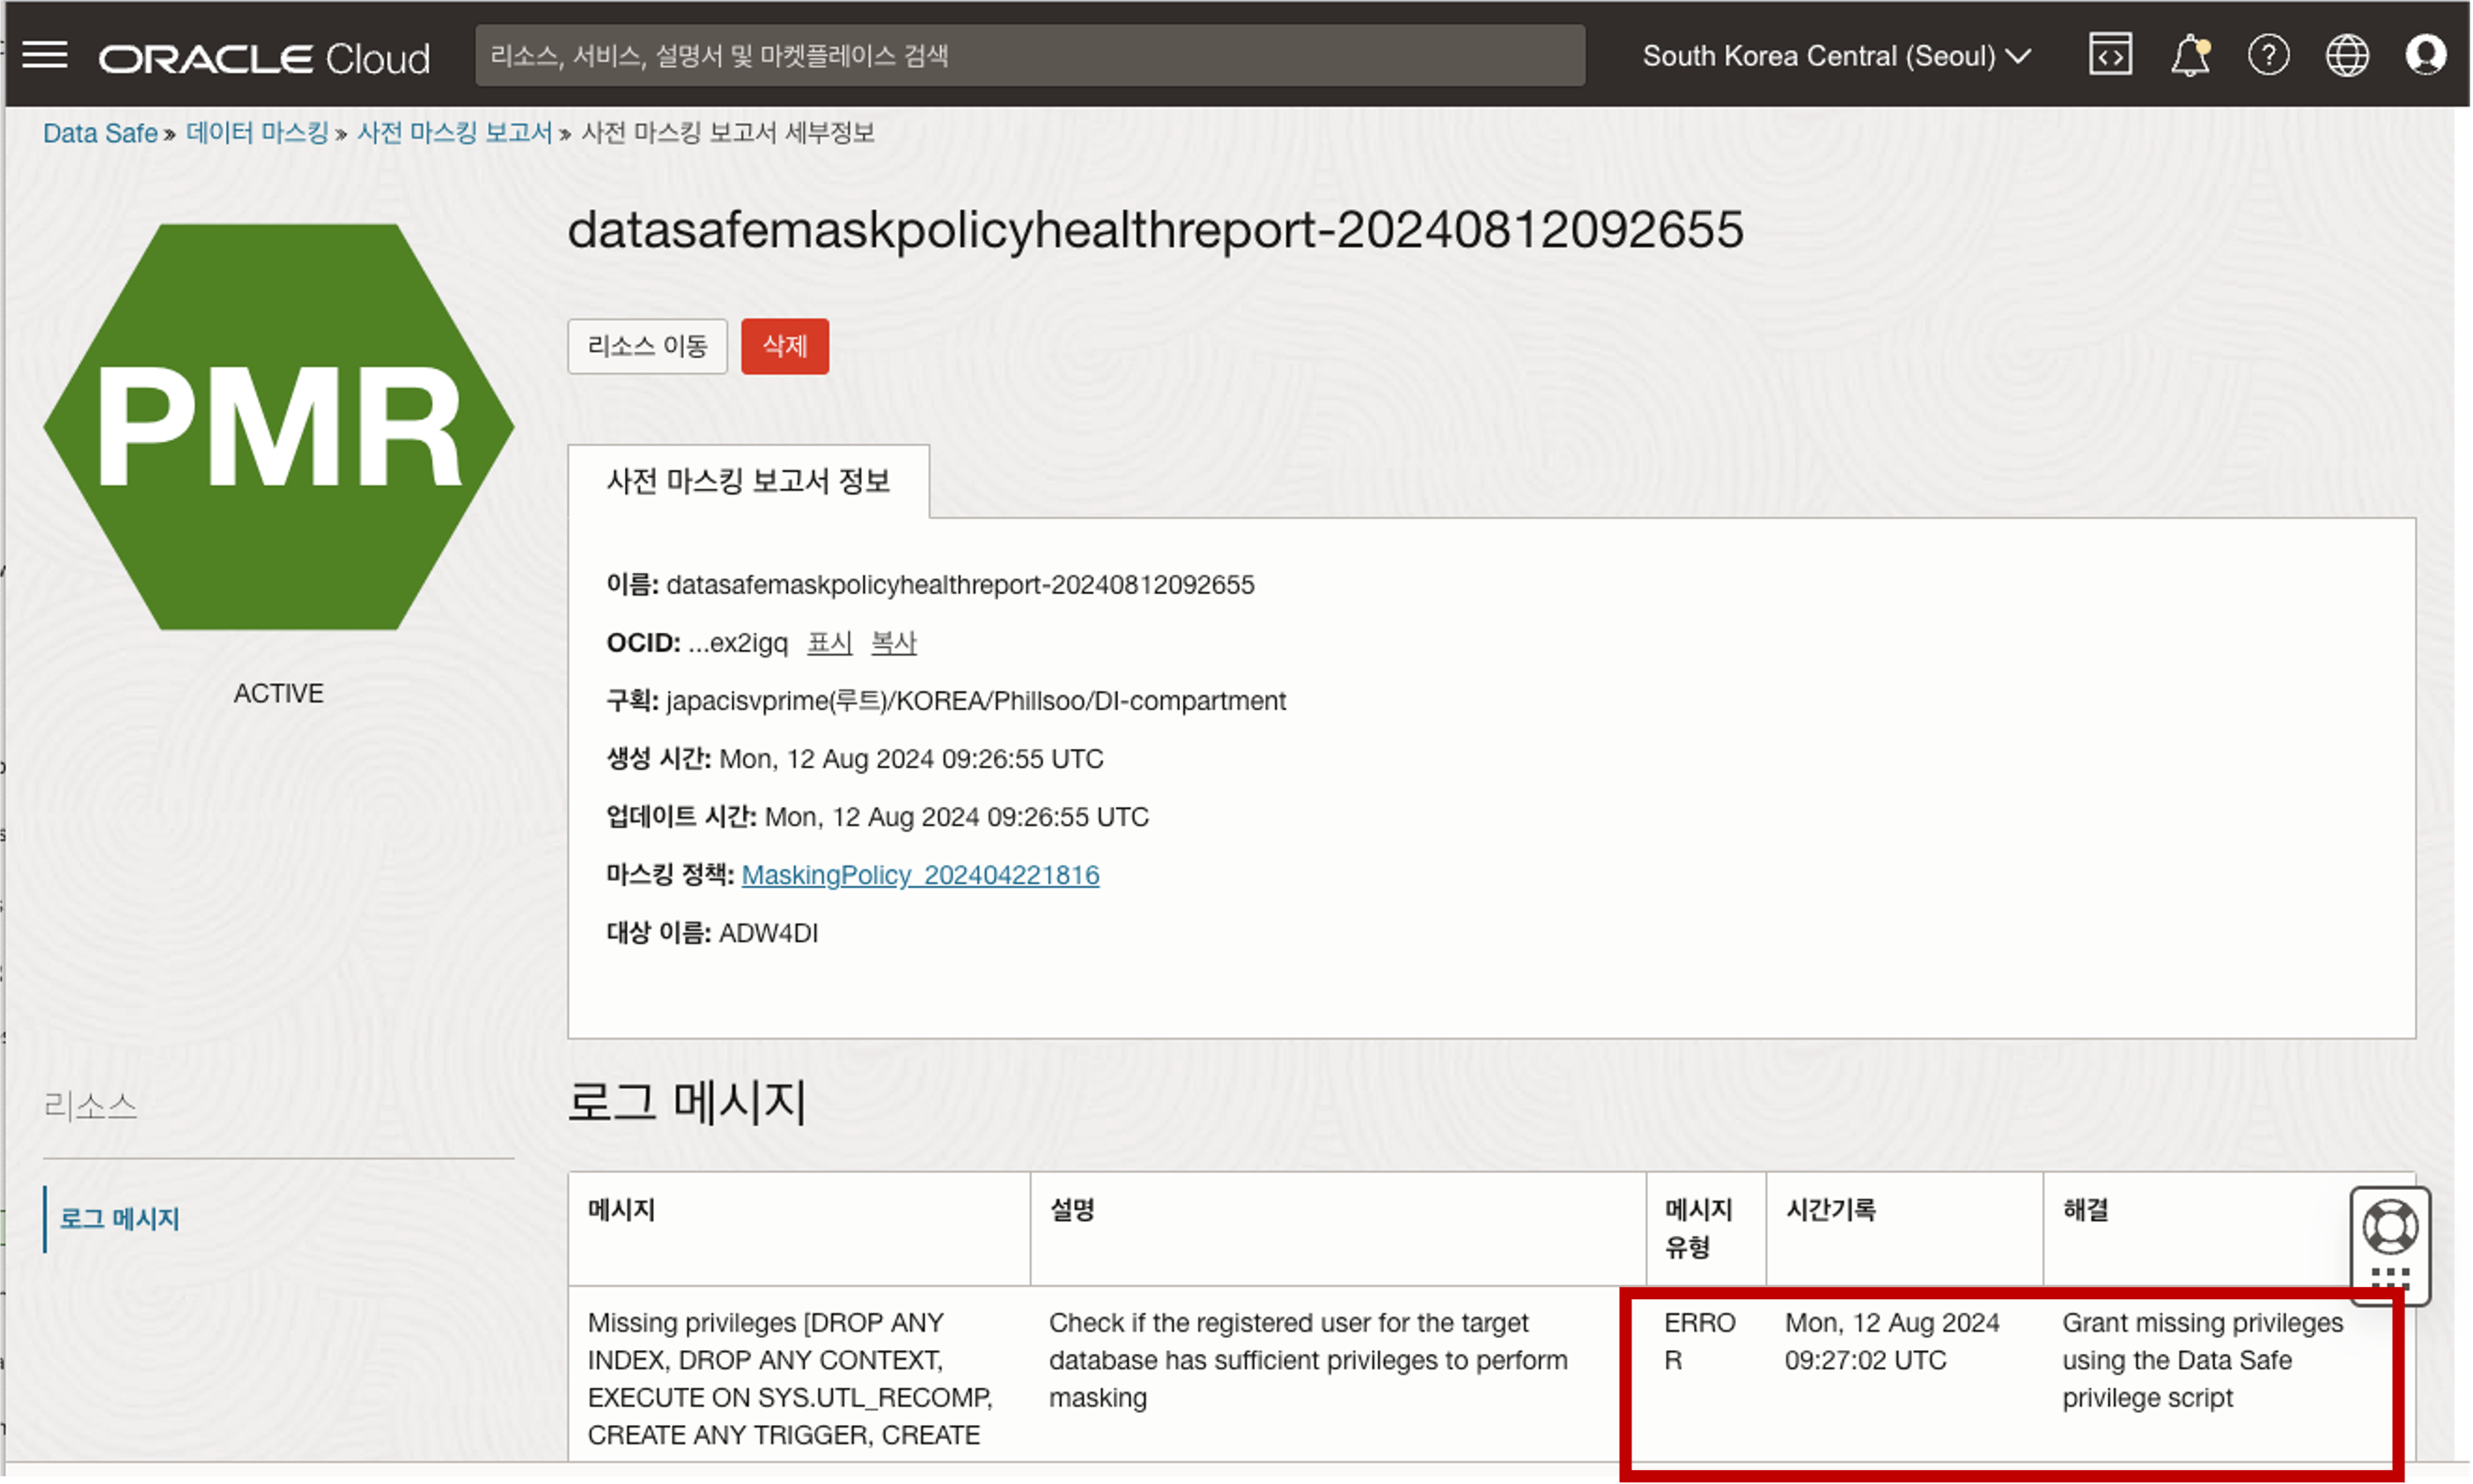 ORACLE Cloud
리소스, 서비스, 설명서 및 마켓플레이스 검색
South Korea Central (Seoul)
Data Safe » 데이터 마스킹 » 사전 마스킹 보고서 » 사전 마스킹 보고서 세부정보
PMR
ACTIVE
datasafemaskpolicyhealthreport-20240812092655
리소스 이동
삭제
사전 마스킹 보고서 정보
이름: datasafemaskpolicyhealthreport-20240812092655
OCID: ...ex2igq 표시 복사
구획: japacisvprime(루트)/KOREA/Phillsoo/DI-compartment
생성 시간: Mon, 12 Aug 2024 09:26:55 UTC
업데이트 시간: Mon, 12 Aug 2024 09:26:55 UTC
마스킹 정책: MaskingPolicy_202404221816
대상 이름: ADW4DI
리소스
로그 메시지
로그 메시지
메시지
설명
메시지
유형
시간기록
해결
Missing privileges [DROP ANY
INDEX, DROP ANY CONTEXT,
EXECUTE ON SYS.UTL_RECOMP,
CREATE ANY TRIGGER, CREATE
Check if the registered user for the target
database has sufficient privileges to perform
masking
ERRO
R
Mon, 12 Aug 2024
09:27:02 UTC
Grant missing privileges
using the Data Safe
privilege script